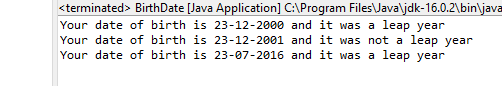 <terminated> BirthDate [Java Application] C:\Program Files\Java\jdk-16.0.2\bin\java
Your date of birth is 23-12-2000 and it was a leap year
Your date of birth is 23-12-2001 and it was not a leap year
Your date of birth is 23-07-2016 and it was a leap year